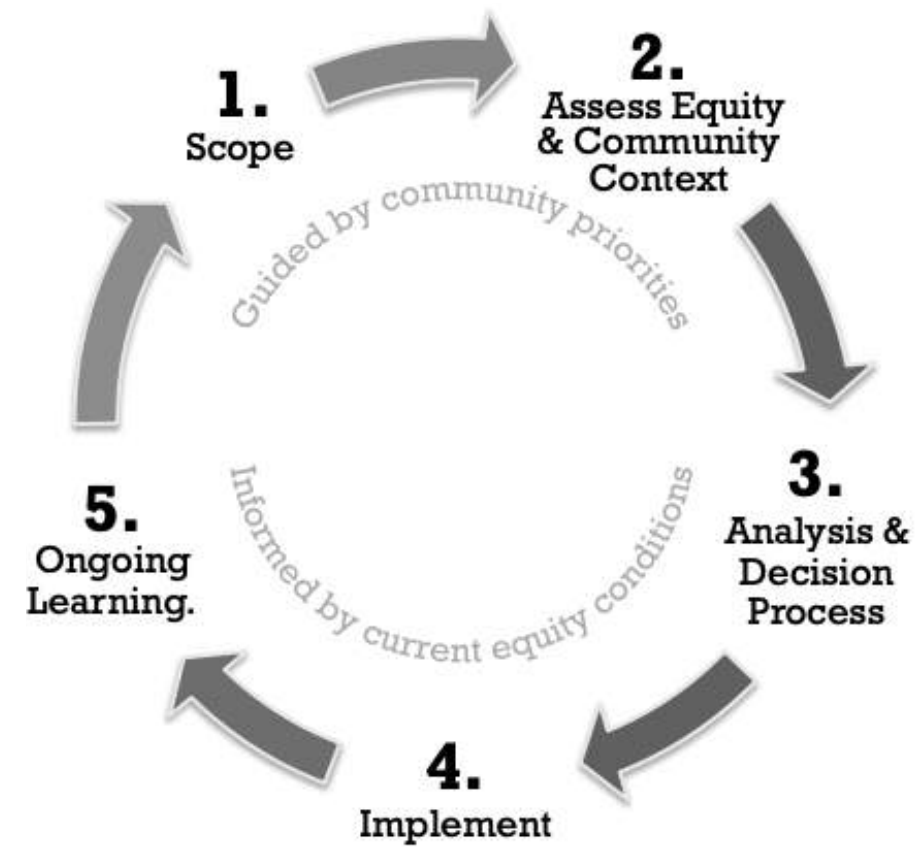 1.
Scope
2.
Assess Equity
& Community
Context
Guided by community priorities
3.
Analysis &
Decision
Process
4.
Implement
5.
Ongoing
Learning.
Informed by current equity conditions